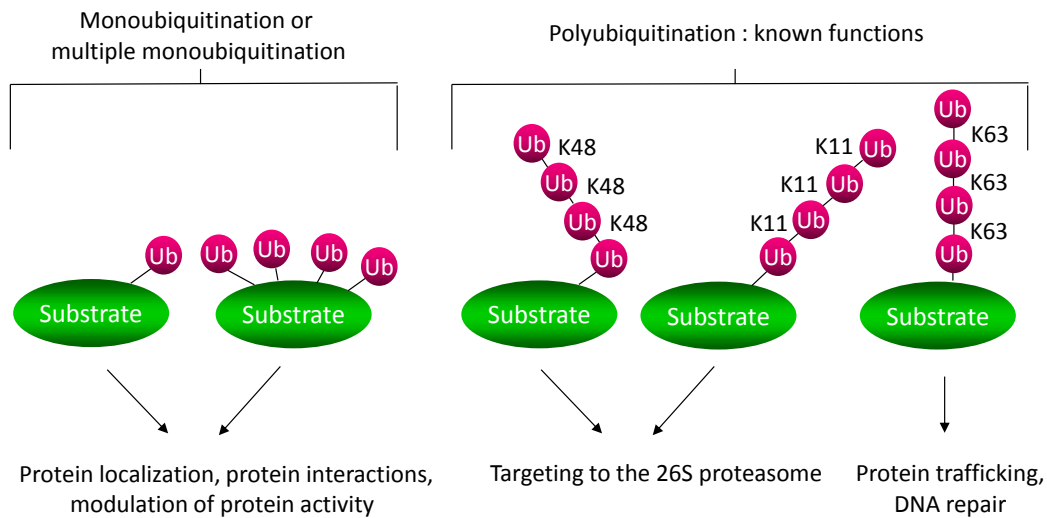 Monoubiquitination or
multiple monoubiquitination
Ub
Ub
Ub
Ub
Ub
Substrate
Substrate
Protein localization, protein interactions,
modulation of protein activity
Polyubiquitination : known functions
Ub
K48
Ub
K48
Ub
K48
Ub
Substrate
Ub
K11
Ub
K11
Ub
K11
Ub
Substrate
Targeting to the 26S proteasome
Ub
K63
Ub
K63
Ub
K63
Ub
Substrate
Protein trafficking,
DNA repair